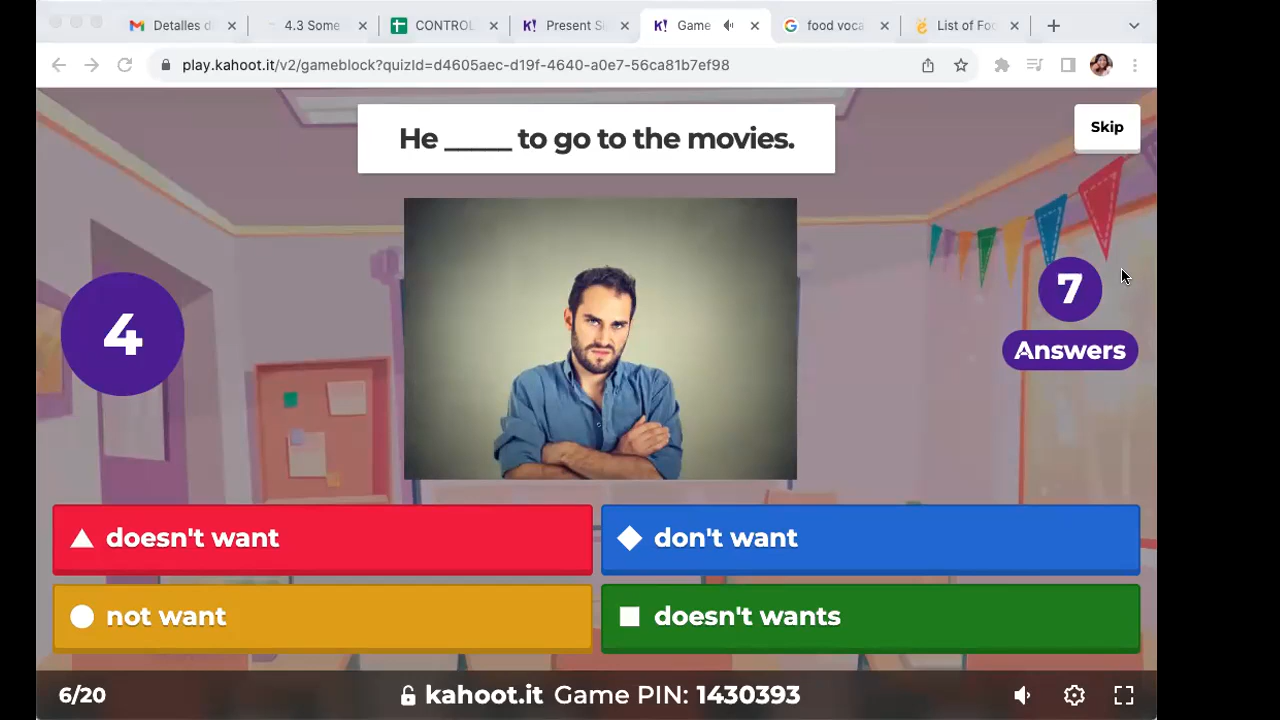 Detalles d
4.3 Some
CONTROL
K! Present Si
K! Game
food voca
List of Foo
play.kahoot.it/v2/gameblock?quizId=d4605aec-d19f-4640-a0e7-56ca81b7ef98
He _____ to go to the movies.
Skip
4
7
Answers
doesn't want
don't want
not want
doesn't wants
6/20
kahoot.it Game PIN: 1430393